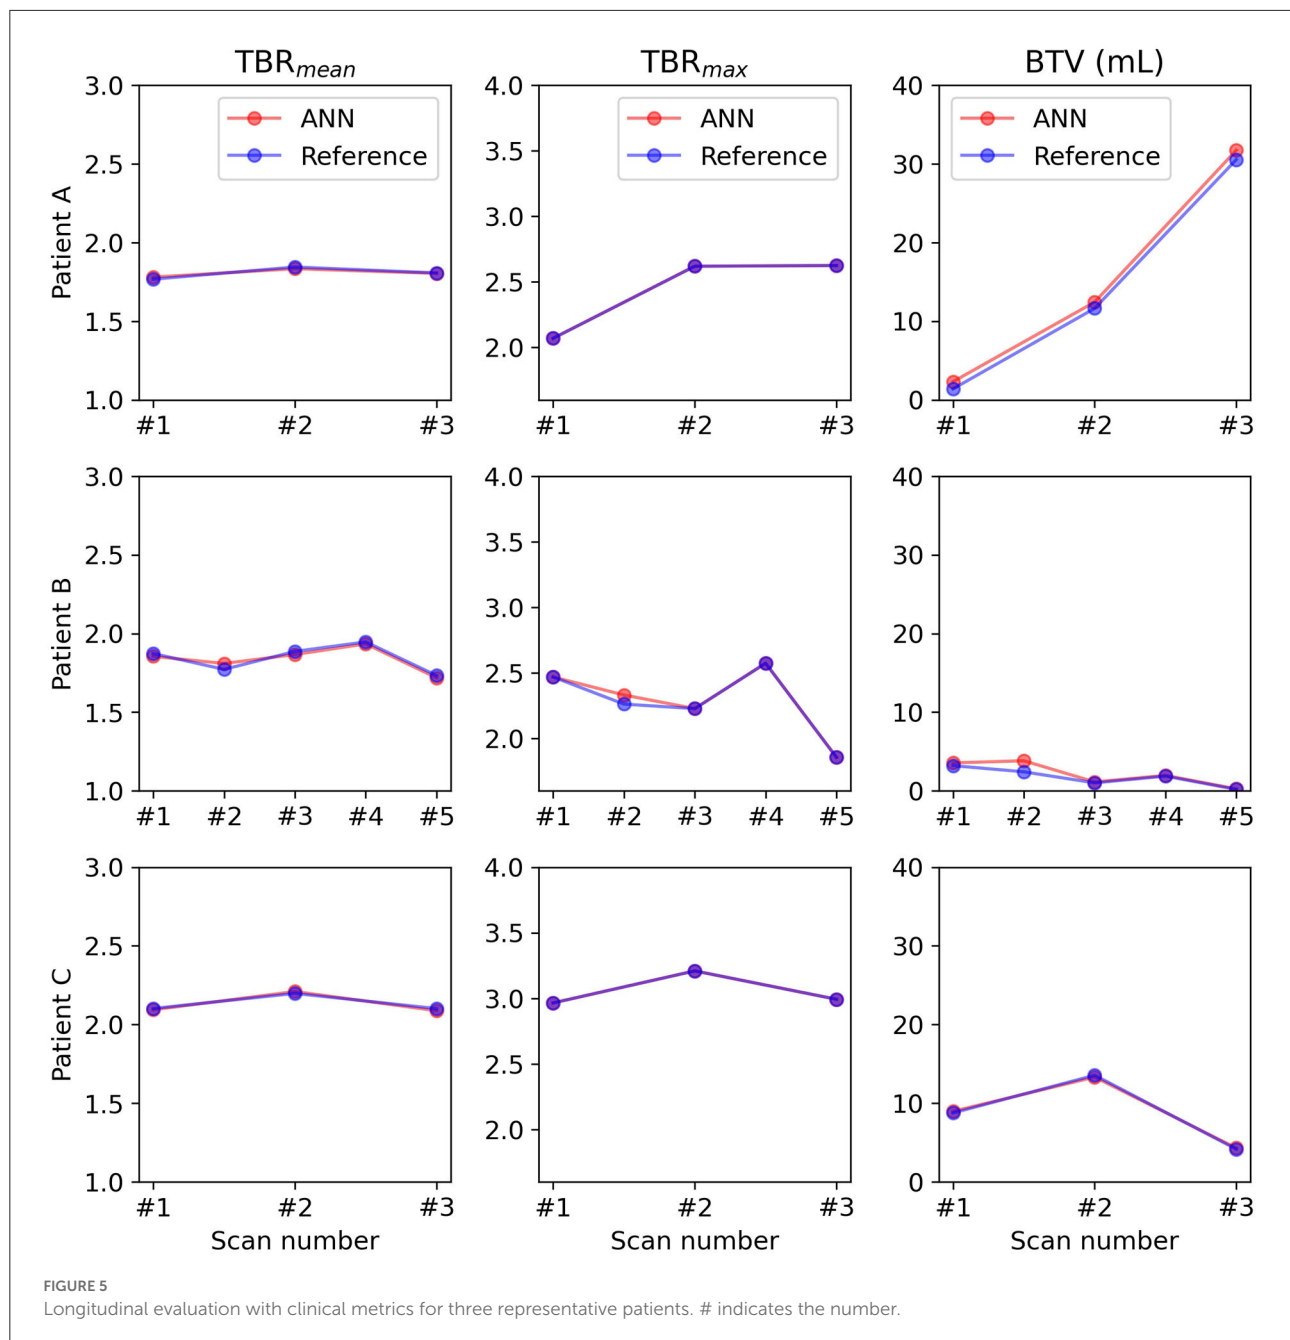 TBRmean TBRmax BTV (mL)
3.0
2.5
2.0
1.5
1.0
Patient A
ANN
Reference
#1 #2 #3
4.0
3.5
3.0
2.5
2.0
ANN
Reference
#1 #2 #3
40
30
20
10
0
ANN
Reference
#1 #2 #3
3.0
2.5
2.0
1.5
1.0
Patient B
#1 #2 #3 #4 #5
4.0
3.5
3.0
2.5
2.0
#1 #2 #3 #4 #5
40
30
20
10
0
#1 #2 #3 #4 #5
3.0
2.5
2.0
1.5
1.0
Patient C
#1 #2 #3
Scan number
4.0
3.5
3.0
2.5
2.0
#1 #2 #3
Scan number
40
30
20
10
0
#1 #2 #3
Scan number
FIGURE 5
Longitudinal evaluation with clinical metrics for three representative patients. # indicates the number.